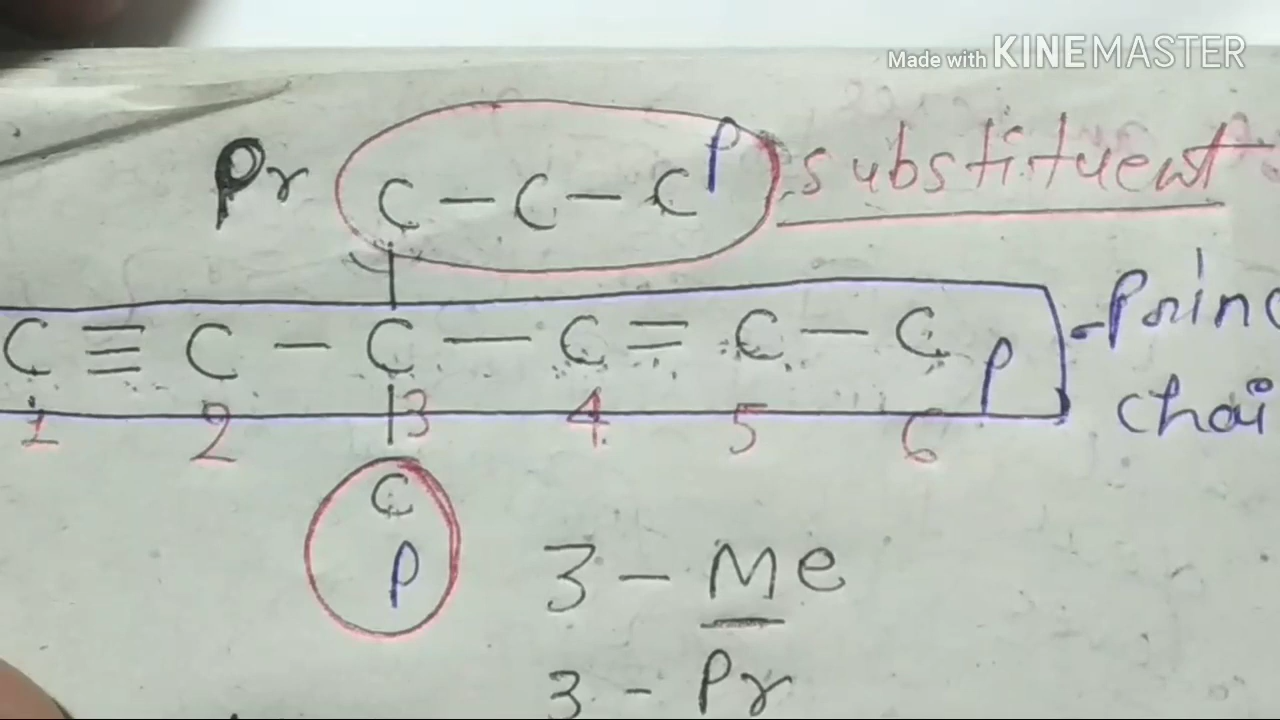 Made with KINEMASTER
Pr C - C - C P substituent
C ≡ C - C - C = C - C P - Princ
1 2 3 4 5 6 chai
C
P
3 - Me
3 - Pr